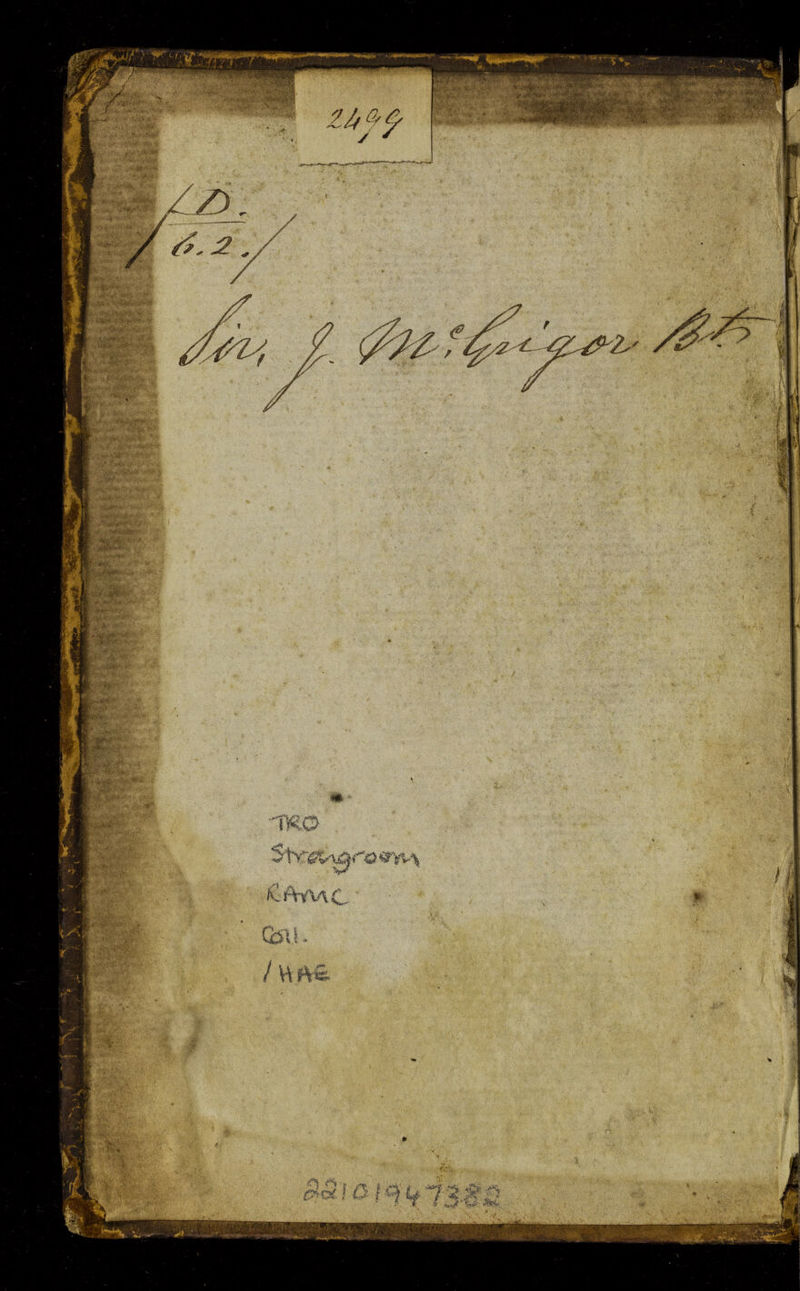 2499
D.
6.2.
Sir, J. McGrigor Bt.
TRO
Strongroom
RAMC
Coll.
/HAE
22101947382